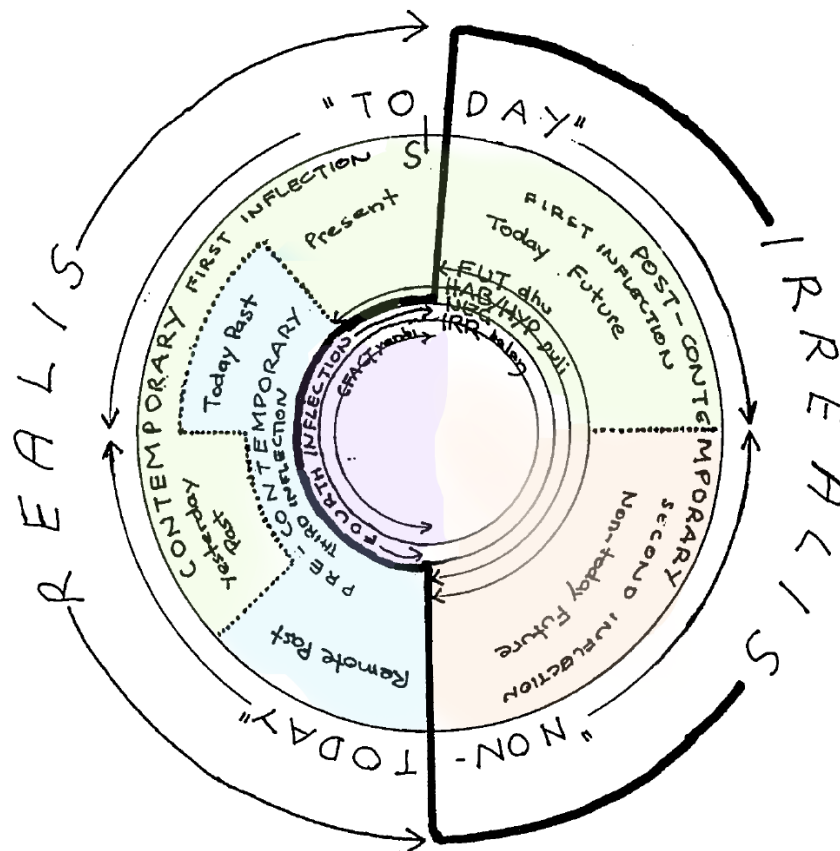 "TODAY"
S
REALIS
IRREALIS
CONTEMPORARY FIRST INFLECTION
Present
Today Past
Yesterday
Past
PRE-CONTEMPORARY
THIRD INFLECTION
Remote Past
POST-CONTEMPORARY
FIRST INFLECTION
Today Future
SECOND INFLECTION
Non-today Future
FUT dhu
HAB/HYP puli
NEG
IRR
FOURTH INFLECTION
"NON-TODAY"